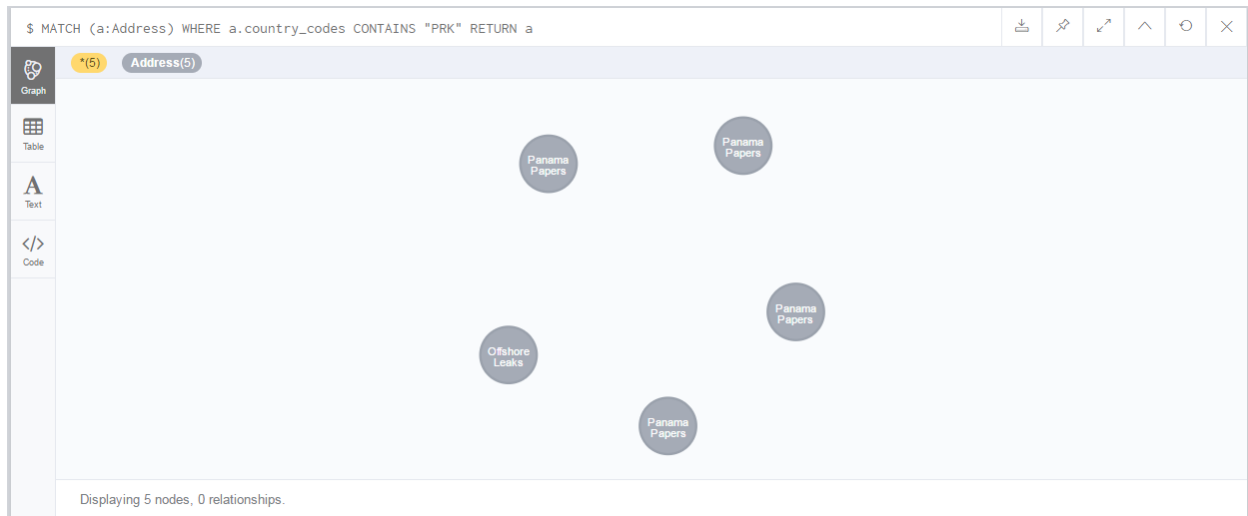 $ MATCH (a:Address) WHERE a.country_codes CONTAINS "PRK" RETURN a
*(5) Address(5)
Graph
Table
A
Text
</>
Code
Panama
Papers
Panama
Papers
Panama
Papers
Offshore
Leaks
Panama
Papers
Displaying 5 nodes, 0 relationships.